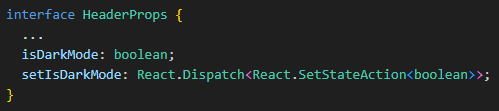 interface HeaderProps {
  ...
  isDarkMode: boolean;
  setIsDarkMode: React.Dispatch<React.SetStateAction<boolean>>;
}